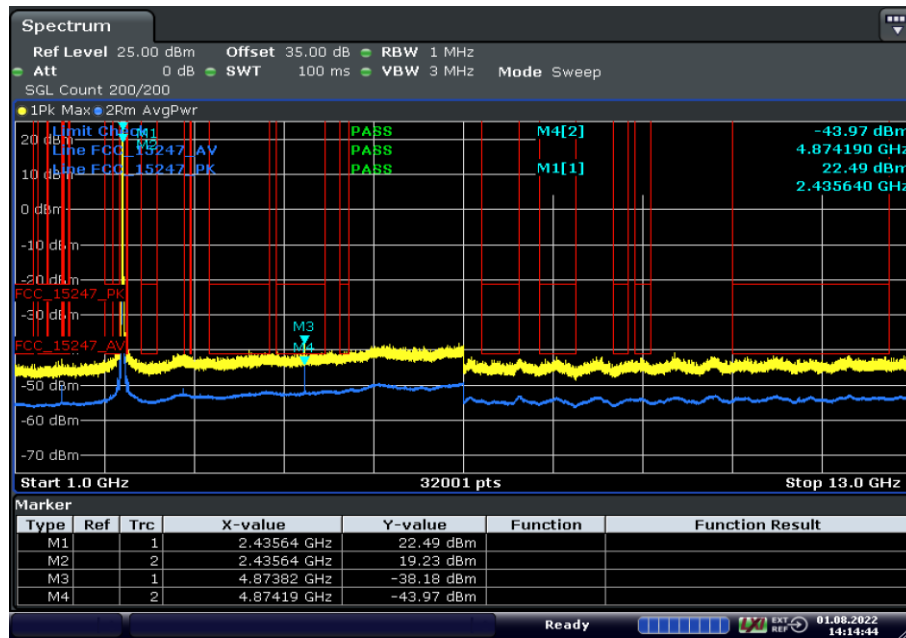 Spectrum
Ref Level 25.00 dBm Offset 35.00 dB RBW 1 MHz
Att 0 dB SWT 100 ms VBW 3 MHz Mode Sweep
SGL Count 200/200
1Pk Max 2Rm AvgPwr
Limit Check PASS M4[2] -43.97 dBm
20 dBm M1
M2
Line FCC_15247_AV PASS 4.874190 GHz
Line FCC_15247_PK PASS M1[1] 22.49 dBm
10 dBm
2.435640 GHz
0 dBm
-10 dBm
-20 dBm
FCC_15247_PK
-30 dBm
M3
FCC_15247_AV M4
-50 dBm
-60 dBm
-70 dBm
Start 1.0 GHz 32001 pts Stop 13.0 GHz
Marker
Type Ref Trc X-value Y-value Function Function Result
M1 1 2.43564 GHz 22.49 dBm
M2 2 2.43564 GHz 19.23 dBm
M3 1 4.87382 GHz -38.18 dBm
M4 2 4.87419 GHz -43.97 dBm
Ready LXI EXT REF 01.08.2022
14:14:44